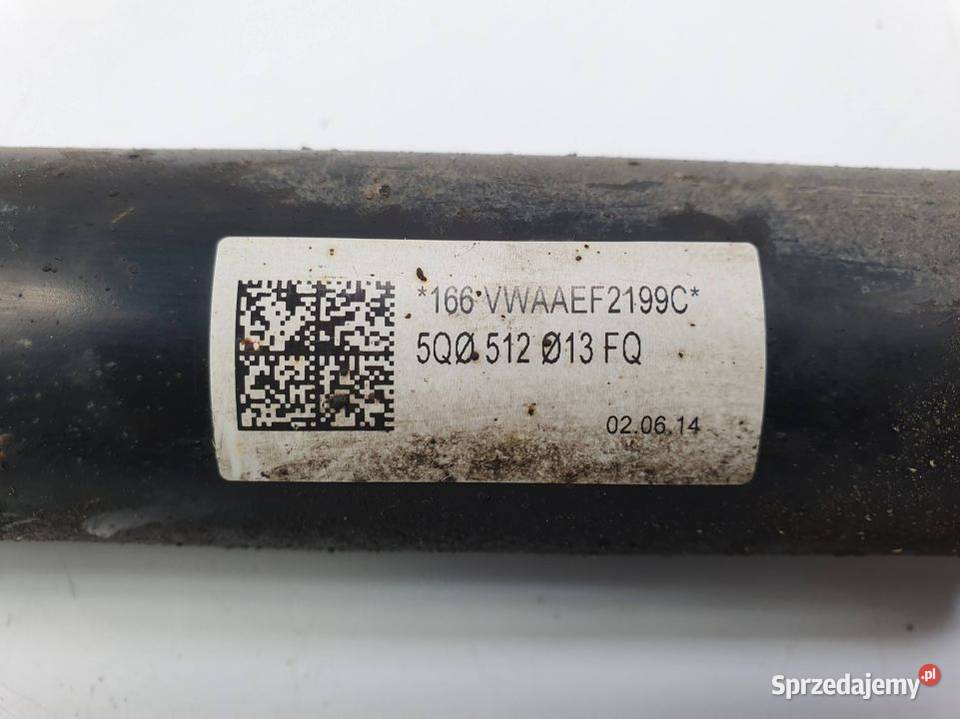 *166 VWAAEF2199C*
5QØ 512 Ø13 FQ
02.06.14
Sprzedajemy.pl